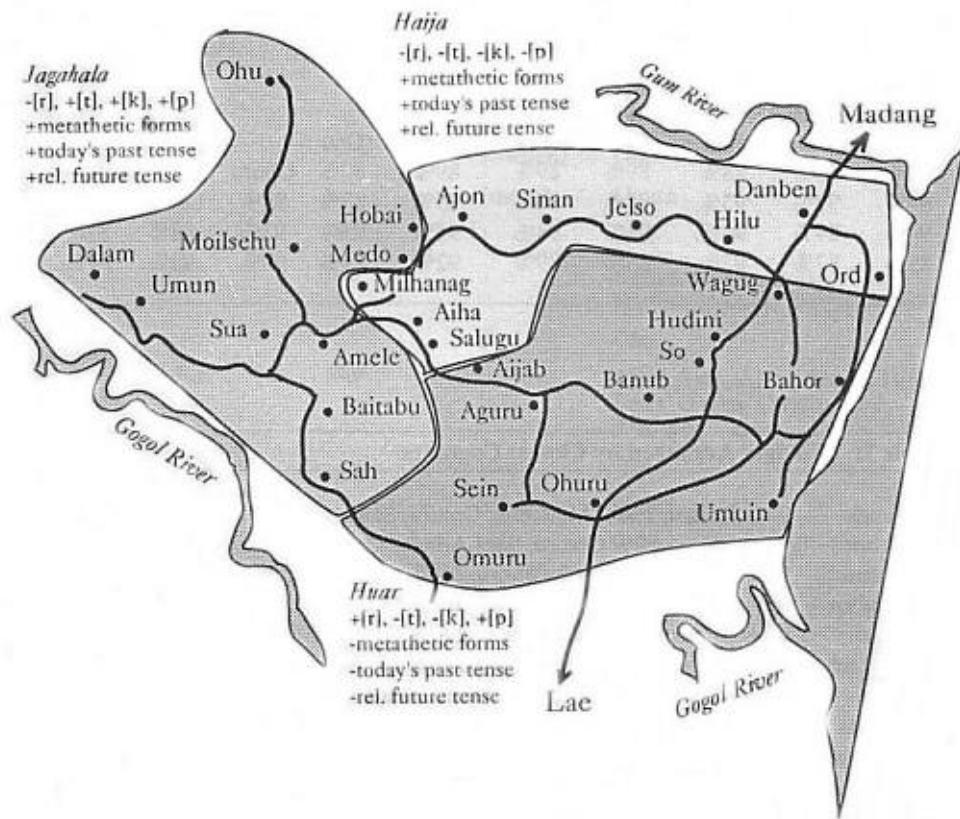 Haija
-[r], -[t], -[k], -[p]
+metathetic forms
+today's past tense
+rel. future tense
Jagahala
-[r], +[t], +[k], +[p]
+metathetic forms
+today's past tense
+rel. future tense
Ohu
Gum River
Madang
Danben
Ajon
Sinan
Jelso
Hilu
Hobai
Moilsehu
Medo
Dalam
Umun
Milhanag
Wagug
Ord
Sua
Aiha
Hudini
Salugu
So
Amele
Aijab
Banub
Bahor
Baitabu
Aguru
Gogol River
Sah
Sein
Ohuru
Umuin
Omuru
Huar
+[r], -[t], -[k], +[p]
-metathetic forms
-today's past tense
-rel. future tense
Lae
Gogol River